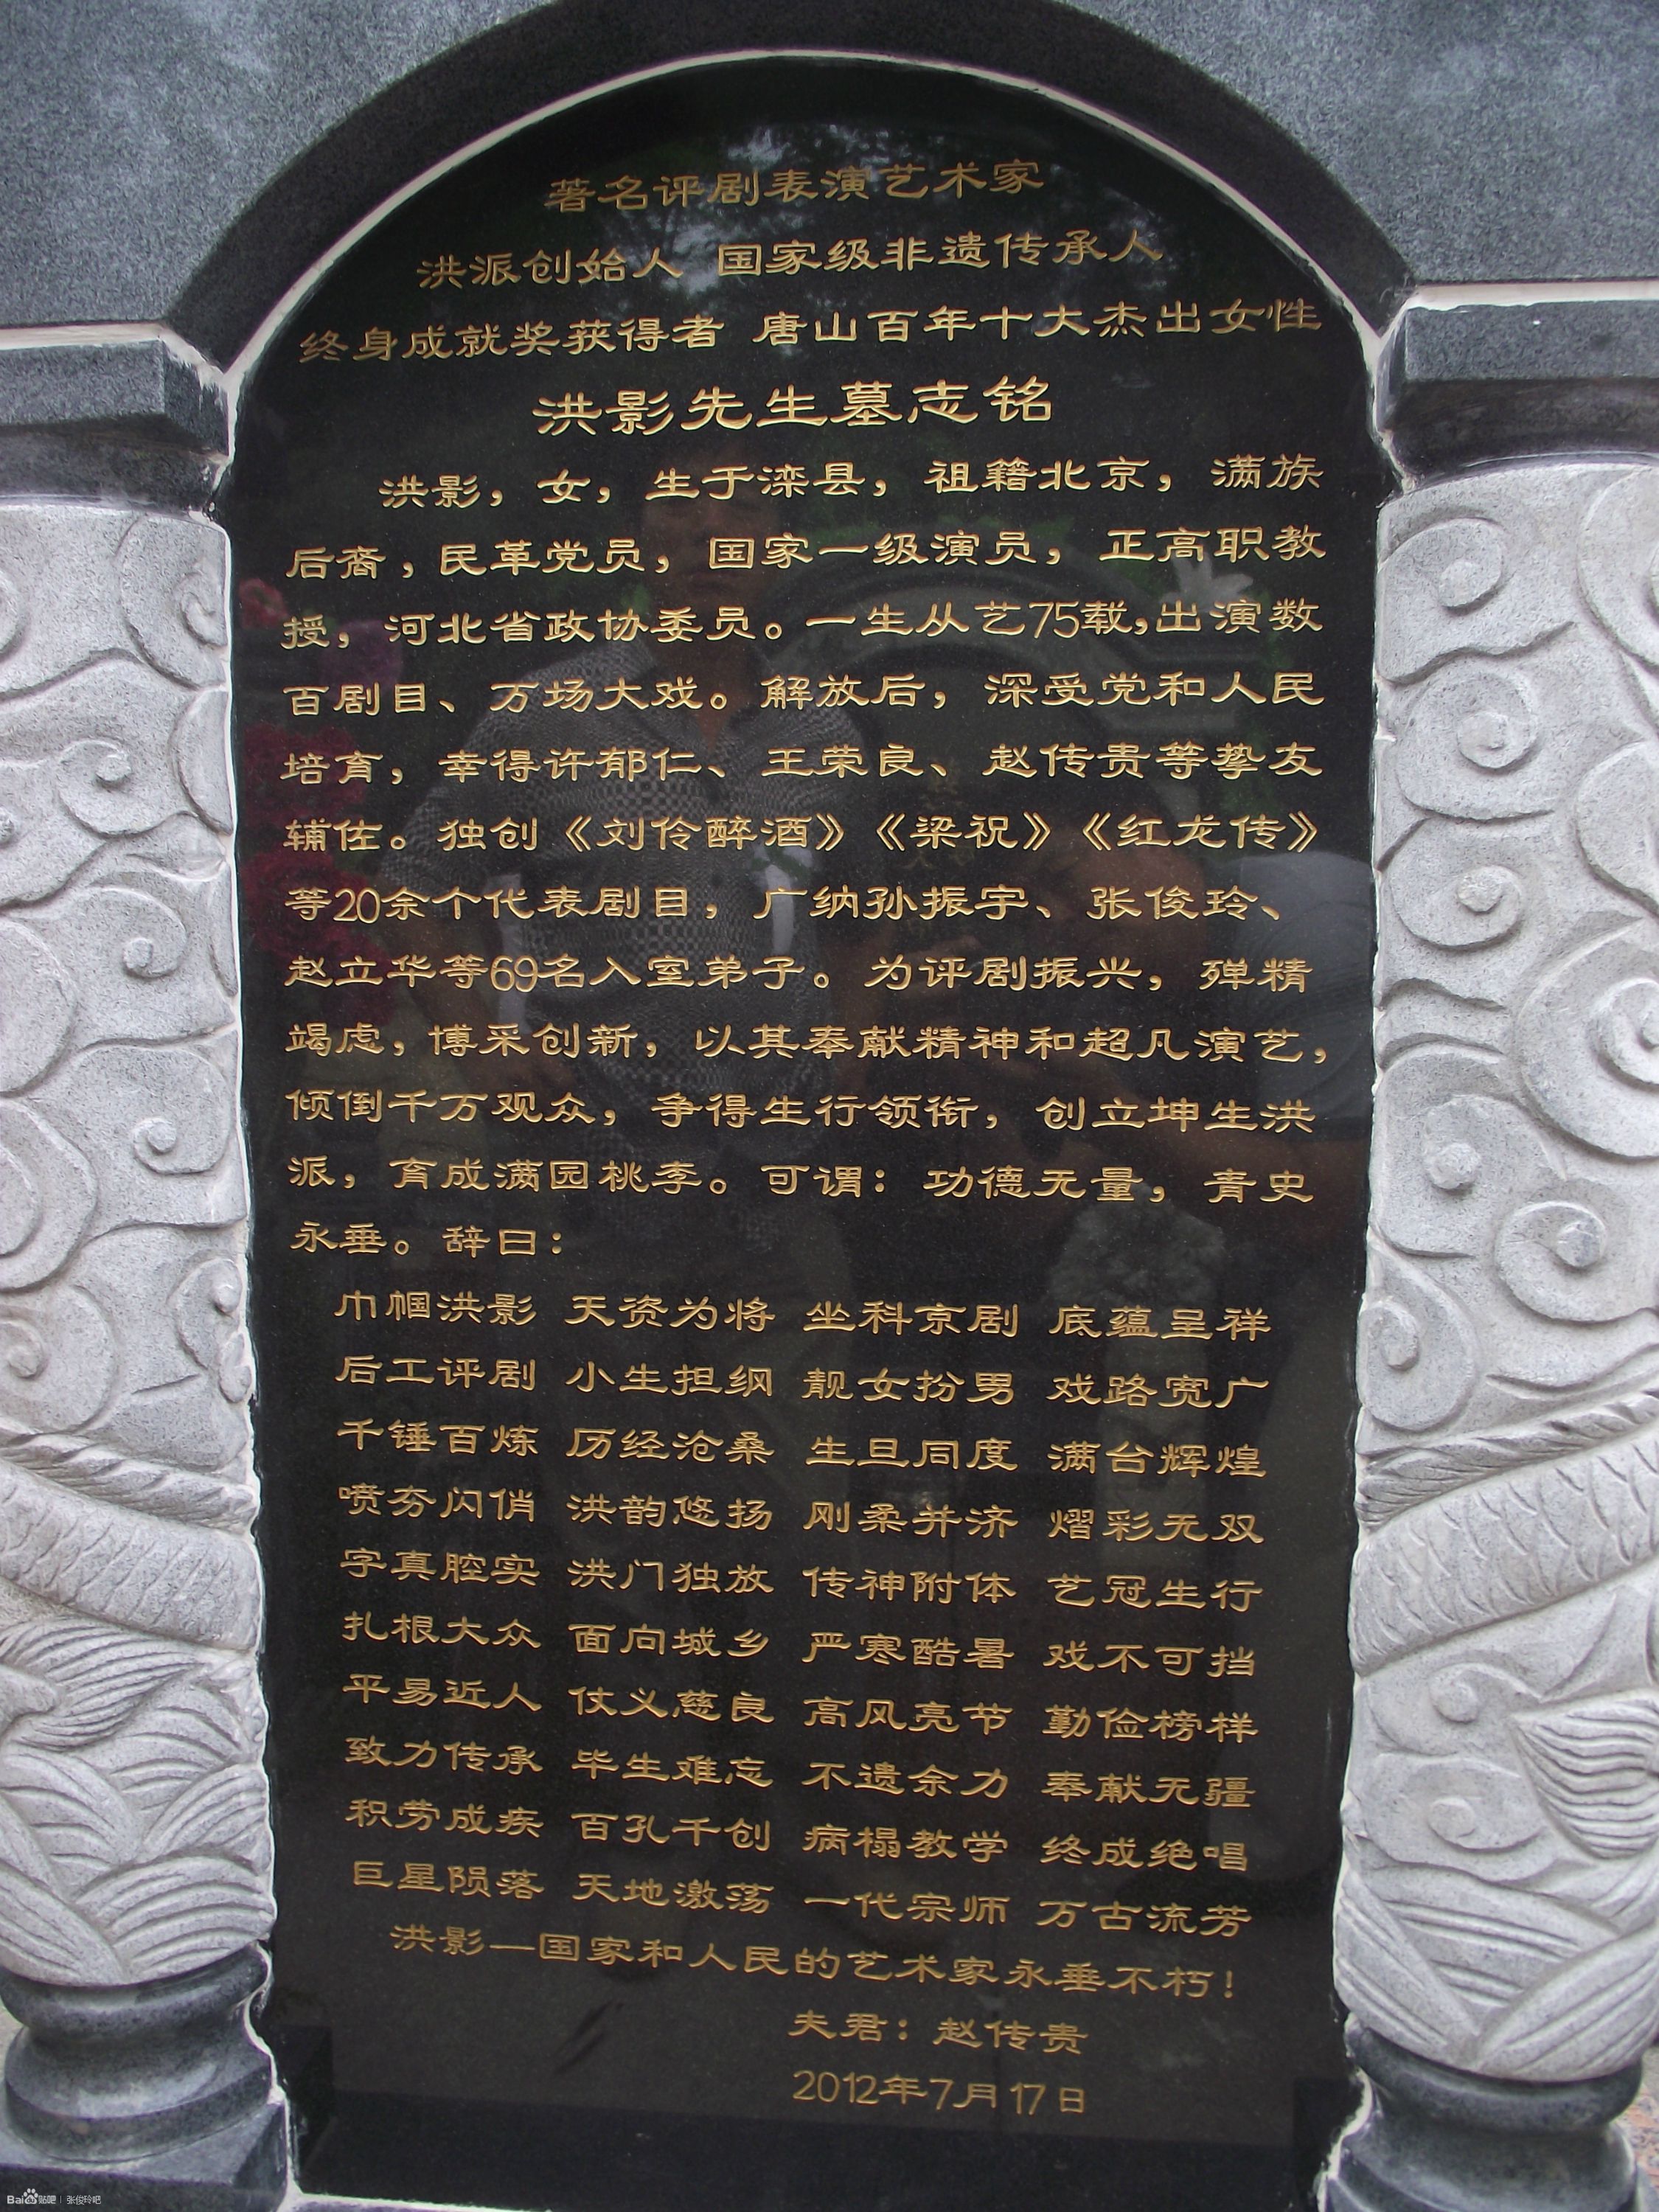 著名评剧表演艺术家
洪派创始人 国家级非遗传承人
终身成就奖获得者 唐山百年十大杰出女性
洪影先生墓志铭
洪影，女，生于滦县，祖籍北京，满族
后裔，民革党员，国家一级演员，正高职教
授，河北省政协委员。一生从艺75载，出演数
百剧目、万场大戏。解放后，深受党和人民
培育，幸得许郁仁、王荣良、赵传贵等挚友
辅佐。独创《刘伶醉酒》《梁祝》《红龙传》
等20余个代表剧目，广纳孙振宇、张俊玲、
赵立华等69名入室弟子。为评剧振兴，殚精
竭虑，博采创新，以其奉献精神和超凡演艺，
倾倒千万观众，争得生行领衔，创立坤生洪
派，育成满园桃李。可谓：功德无量，青史
永垂。辞曰：
巾帼洪影 天资为将 坐科京剧 底蕴呈祥
后工评剧 小生担纲 靓女扮男 戏路宽广
千锤百炼 历经沧桑 生旦同度 满台辉煌
喷夯闪俏 洪韵悠扬 刚柔并济 熠彩无双
字真腔实 洪门独放 传神附体 艺冠生行
扎根大众 面向城乡 严寒酷暑 戏不可挡
平易近人 仗义慈良 高风亮节 勤俭榜样
致力传承 毕生难忘 不遗余力 奉献无疆
积劳成疾 百孔千创 病榻教学 终成绝唱
巨星陨落 天地激荡 一代宗师 万古流芳
洪影—国家和人民的艺术家永垂不朽！
夫君：赵传贵
2012年7月17日
Bai贴吧 | 张俊玲吧